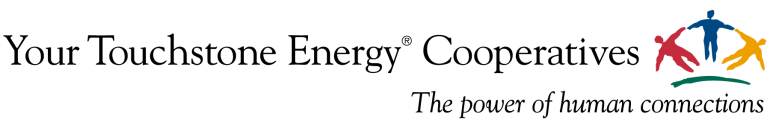 Your Touchstone Energy® Cooperatives
The power of human connections